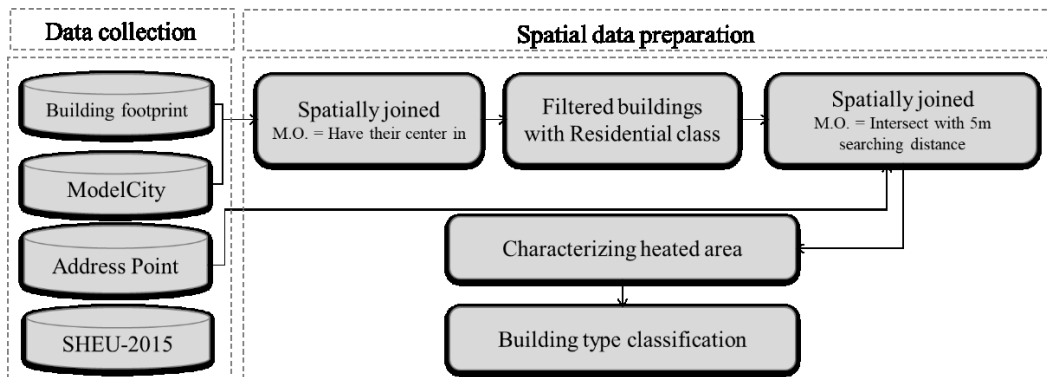 Data collection
Spatial data preparation
Building footprint
ModelCity
Address Point
SHEU-2015
Spatially joined
M.O. = Have their center in
Filtered buildings
with Residential class
Spatially joined
M.O. = Intersect with 5m
searching distance
Characterizing heated area
Building type classification